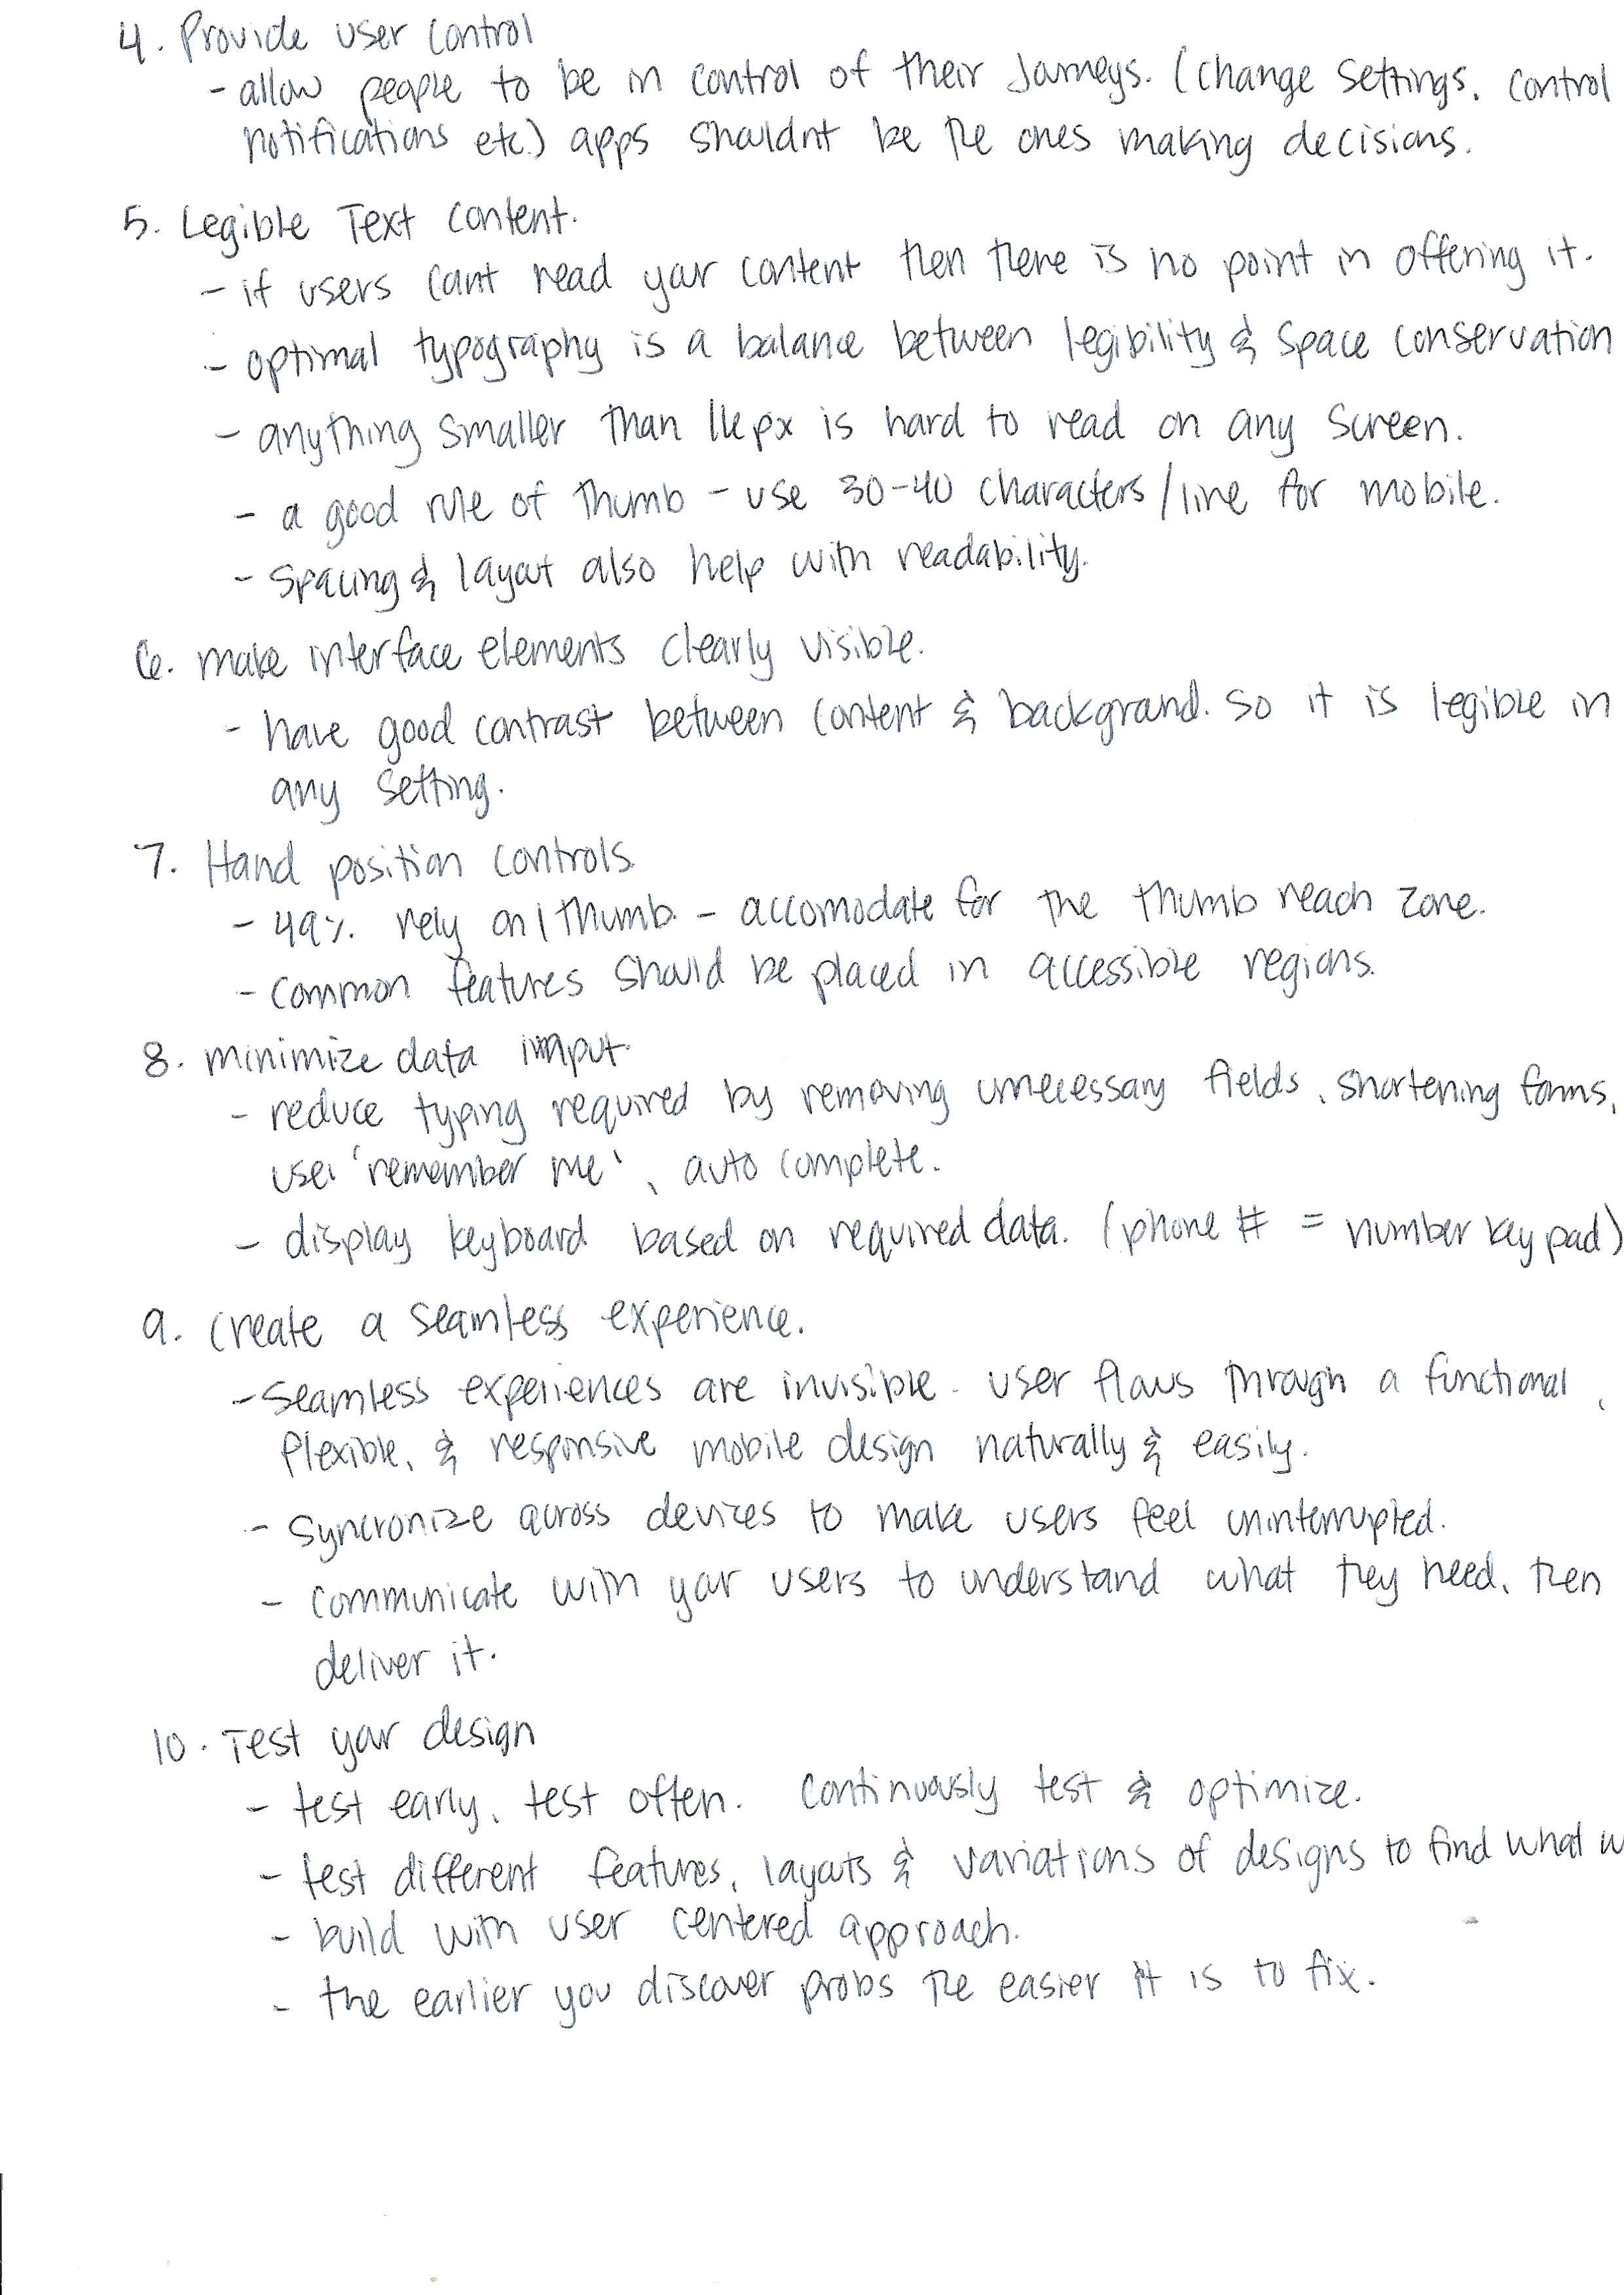 4. Provide user control
- allow people to be in control of their journeys. (change settings, control
notifications etc.) apps shouldnt be the ones making decisions.
5. Legible Text content.
- if users cant read your content then there is no point in offering it.
- optimal typography is a balance between legibility & space conservation
- anything smaller than 16px is hard to read on any screen.
- a good rule of thumb - use 30-40 characters/line for mobile.
- spacing & layout also help with readability.
6. make interface elements clearly visible.
- have good contrast between content & background. so it is legible in
any setting.
7. Hand position controls
- 49% rely on 1 thumb - accomodate for the thumb reach zone.
- common features should be placed in accessible regions.
8. minimize data input.
- reduce typing required by removing unnecessary fields, shortening forms,
use 'remember me', auto complete.
- display keyboard based on required data. (phone # = number key pad)
9. create a seamless experience.
- seamless experiences are invisible. user flows through a functional,
flexible, & responsive mobile design naturally & easily.
- syncronize across devices to make users feel uninterrupted.
- communicate with your users to understand what they need, then
deliver it.
10. Test your design
- test early, test often. continuously test & optimize.
- test different features, layouts & variations of designs to find what w
- build with user centered approach.
- the earlier you discover probs the easier it is to fix.